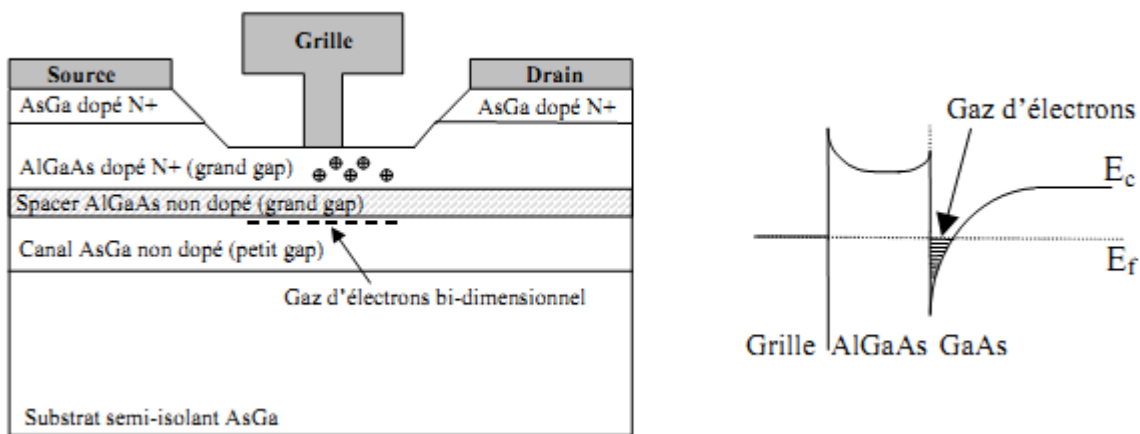 Grille
Source
Drain
AsGa dopé N+
AsGa dopé N+
AlGaAs dopé N+ (grand gap)
Spacer AlGaAs non dopé (grand gap)
Canal AsGa non dopé (petit gap)
Gaz d'électrons bi-dimensionnel
Substrat semi-isolant AsGa
Gaz d'électrons
Ec
Ef
Grille AlGaAs GaAs